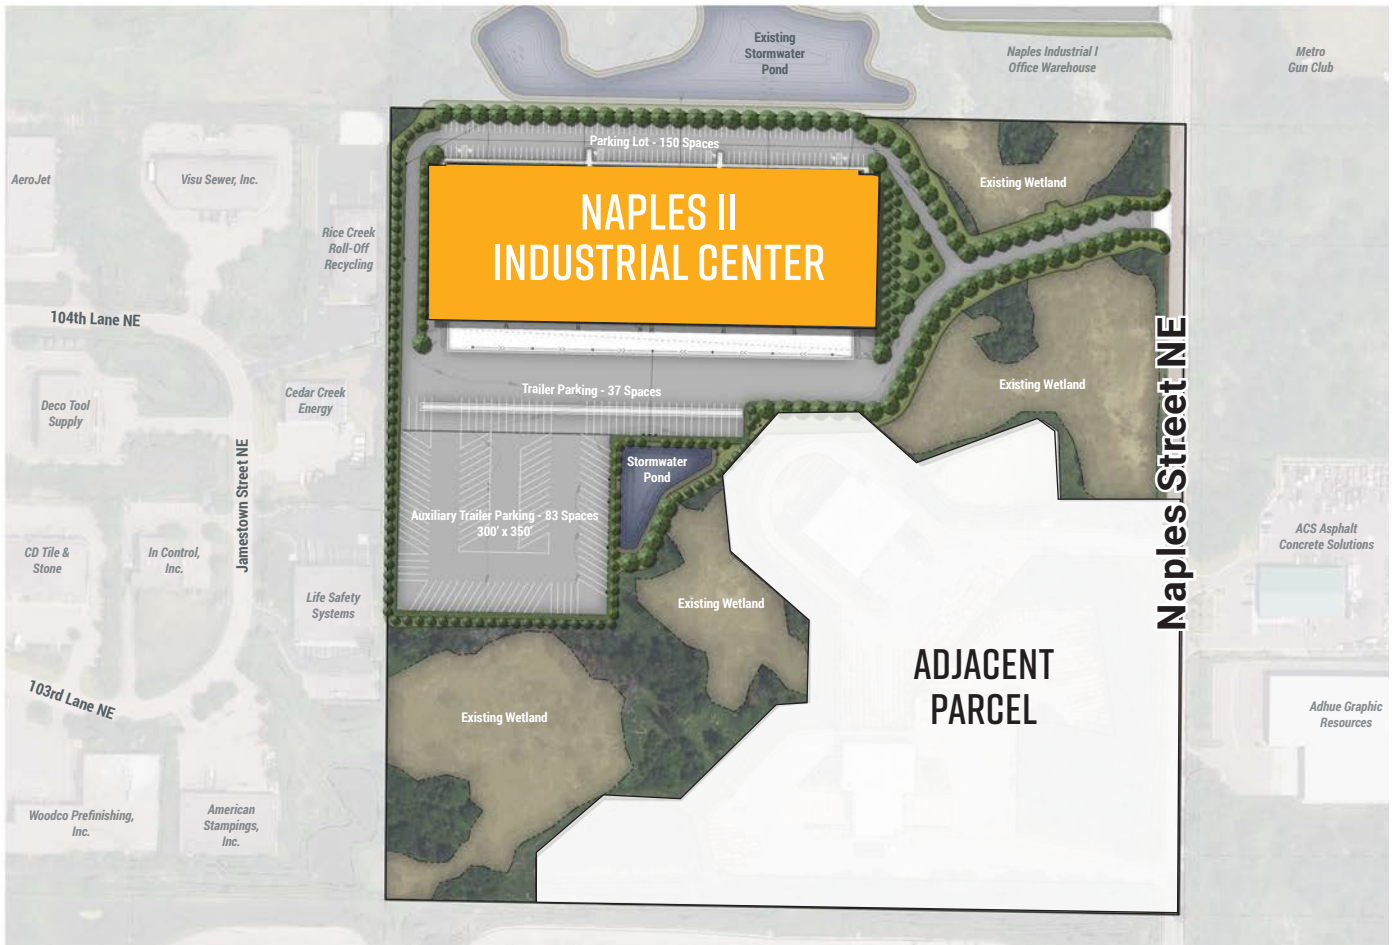 Existing
Stormwater
Pond
Naples Industrial I
Office Warehouse
Metro
Gun Club
Parking Lot - 150 Spaces
AeroJet
Visu Sewer, Inc.
Existing Wetland
NAPLES II
INDUSTRIAL CENTER
Rice Creek
Roll-Off
Recycling
104th Lane NE
Naples Street NE
Trailer Parking - 37 Spaces
Existing Wetland
Cedar Creek
Energy
Deco Tool
Supply
Jamestown Street NE
Stormwater
Pond
Auxiliary Trailer Parking - 83 Spaces
300' x 350'
ACS Asphalt
Concrete Solutions
CD Tile &
Stone
In Control,
Inc.
Life Safety
Systems
Existing Wetland
ADJACENT
PARCEL
103rd Lane NE
Existing Wetland
Adhue Graphic
Resources
Woodco Prefinishing,
Inc.
American
Stampings,
Inc.